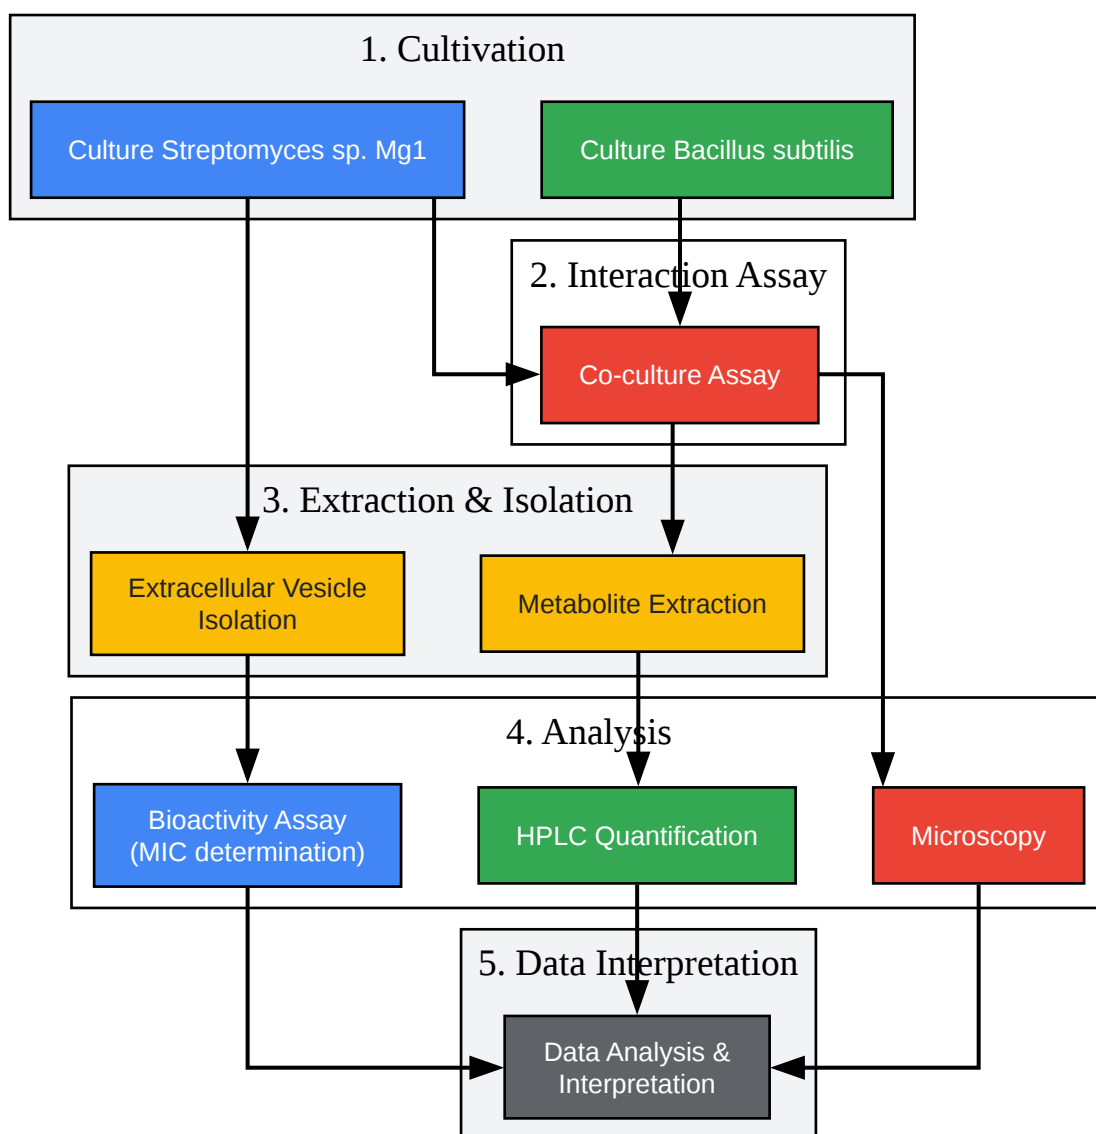 1. Cultivation
Culture Streptomyces sp. Mg1
Culture Bacillus subtilis
2. Interaction Assay
Co-culture Assay
3. Extraction & Isolation
Extracellular Vesicle
Isolation
Metabolite Extraction
4. Analysis
Bioactivity Assay
(MIC determination)
HPLC Quantification
Microscopy
5. Data Interpretation
Data Analysis &
Interpretation